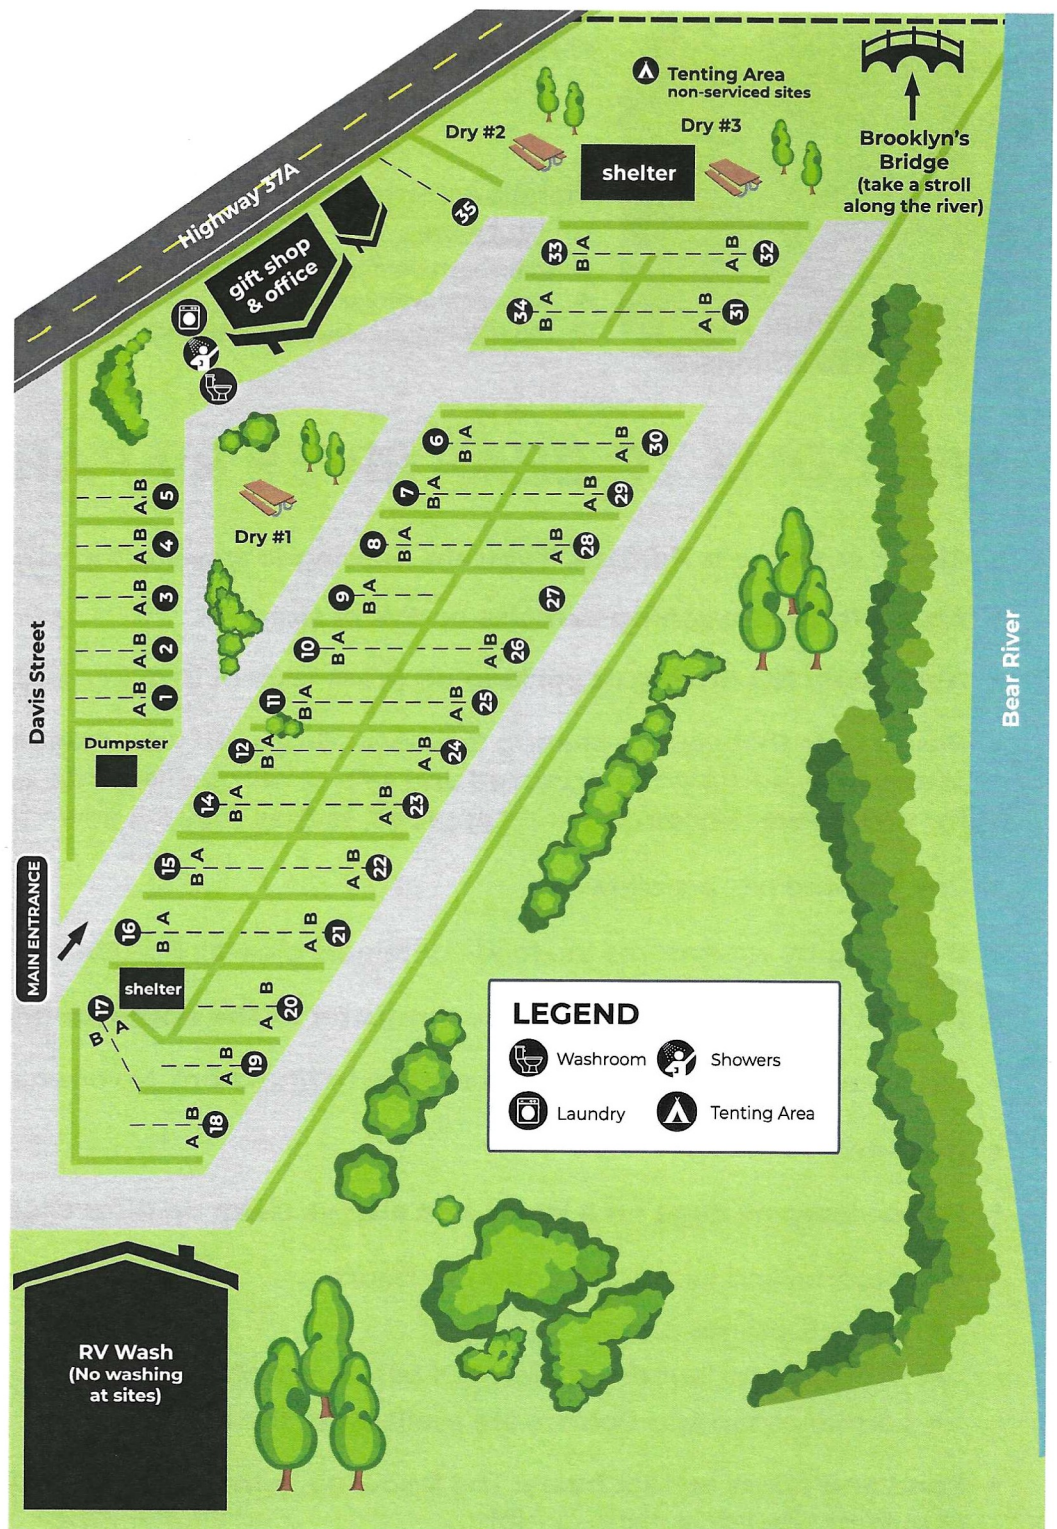 Tenting Area
non-serviced sites
Dry #2
Dry #3
shelter
Brooklyn's
Bridge
(take a stroll
along the river)
Highway 37A
gift shop
& office
35
33 A B
A B 32
34 A B
A B 31
6 A B
A B 30
7 A B
A B 29
8 A B
A B 28
9 A B
27
10 A B
A B 26
11 A B
A B 25
12 A B
A B 24
14 A B
A B 23
15 A B
A B 22
16 A B
A B 21
17 A B
A B 20
A B 19
A B 18
A B 5
A B 4
A B 3
A B 2
A B 1
Dry #1
Davis Street
Dumpster
MAIN ENTRANCE
shelter
Bear River
LEGEND
Washroom
Showers
Laundry
Tenting Area
RV Wash
(No washing
at sites)